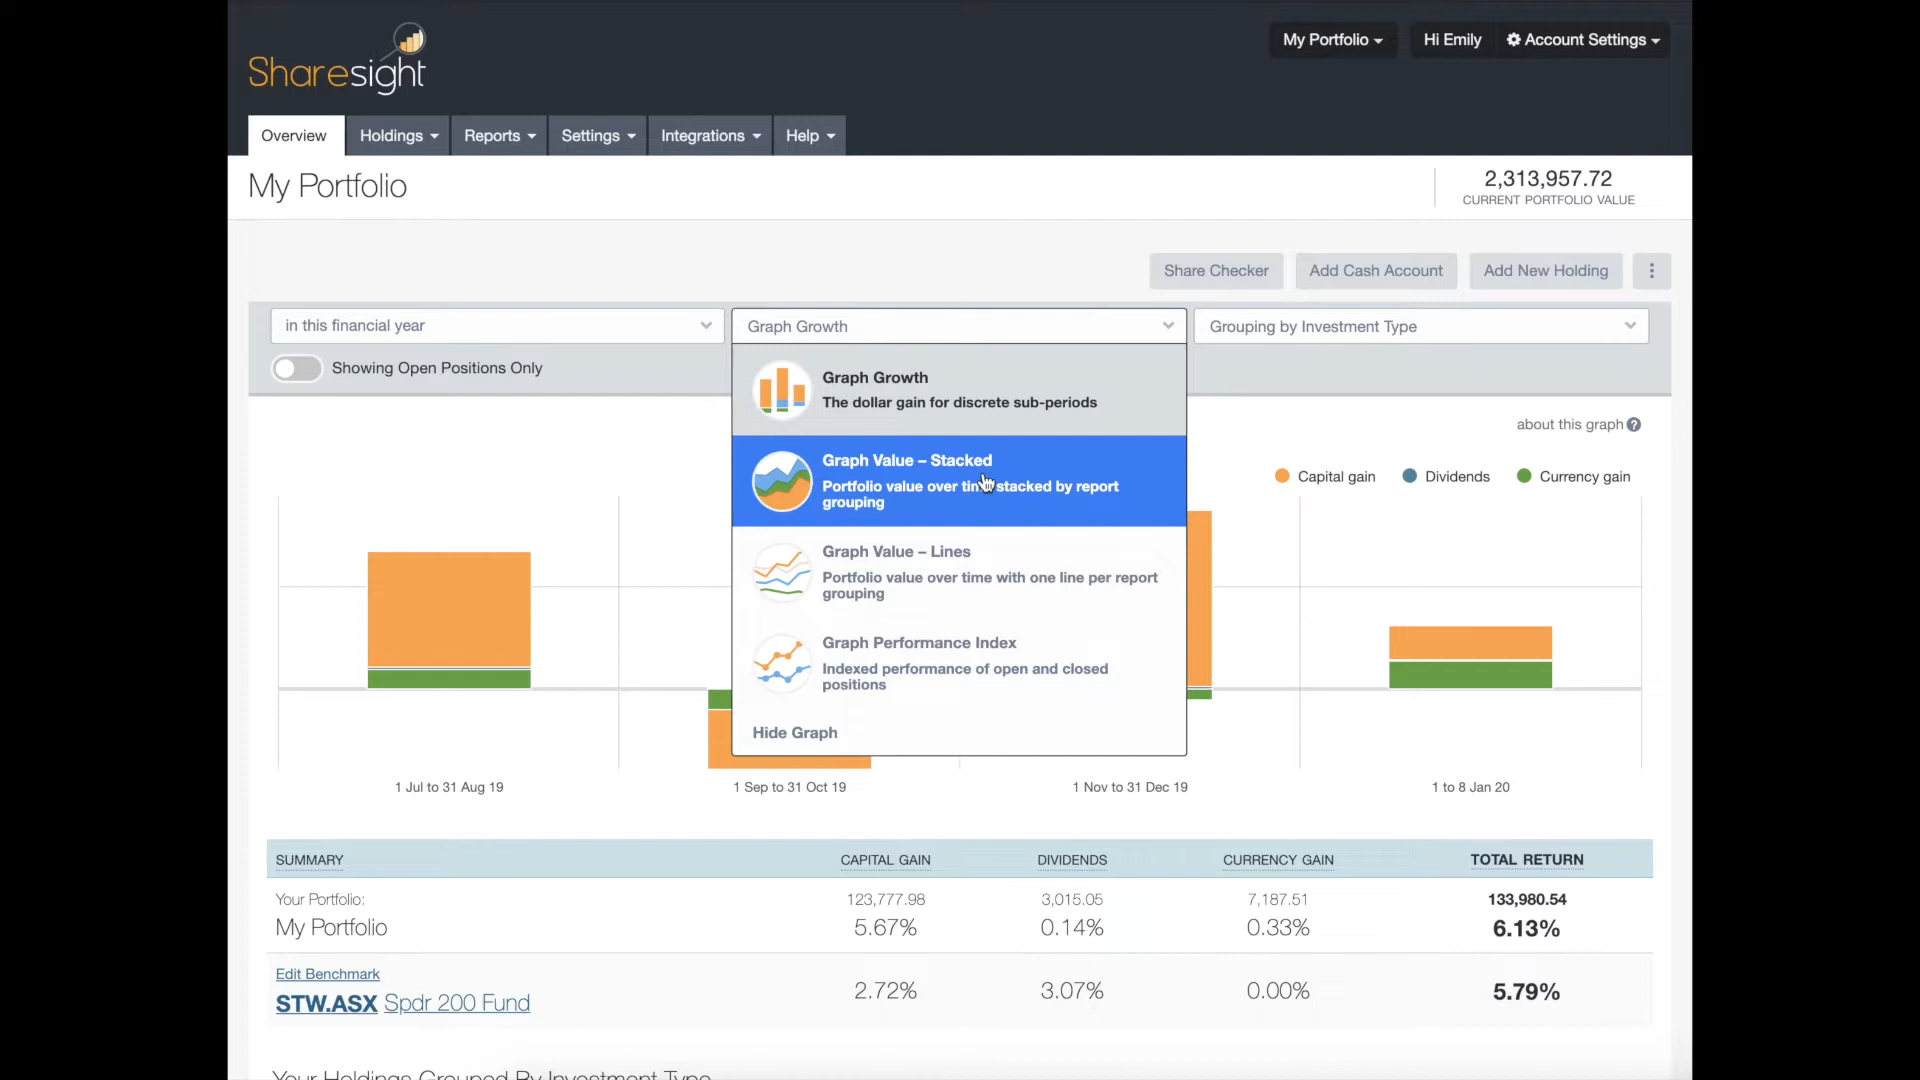 Sharesight
My Portfolio
Hi Emily
Account Settings
Overview
Holdings
Reports
Settings
Integrations
Help
My Portfolio
2,313,957.72
CURRENT PORTFOLIO VALUE
Share Checker
Add Cash Account
Add New Holding
in this financial year
Graph Growth
Grouping by Investment Type
Showing Open Positions Only
Graph Growth
The dollar gain for discrete sub-periods
Graph Value – Stacked
Portfolio value over time stacked by report
grouping
Graph Value – Lines
Portfolio value over time with one line per report
grouping
Graph Performance Index
Indexed performance of open and closed
positions
Hide Graph
about this graph ?
Capital gain
Dividends
Currency gain
1 Jul to 31 Aug 19
1 Sep to 31 Oct 19
1 Nov to 31 Dec 19
1 to 8 Jan 20
SUMMARY
CAPITAL GAIN
DIVIDENDS
CURRENCY GAIN
TOTAL RETURN
Your Portfolio:
123,777.98
3,015.05
7,187.51
133,980.54
My Portfolio
5.67%
0.14%
0.33%
6.13%
Edit Benchmark
STW.ASX Spdr 200 Fund
2.72%
3.07%
0.00%
5.79%
Your Holdings Grouped By Investment Type